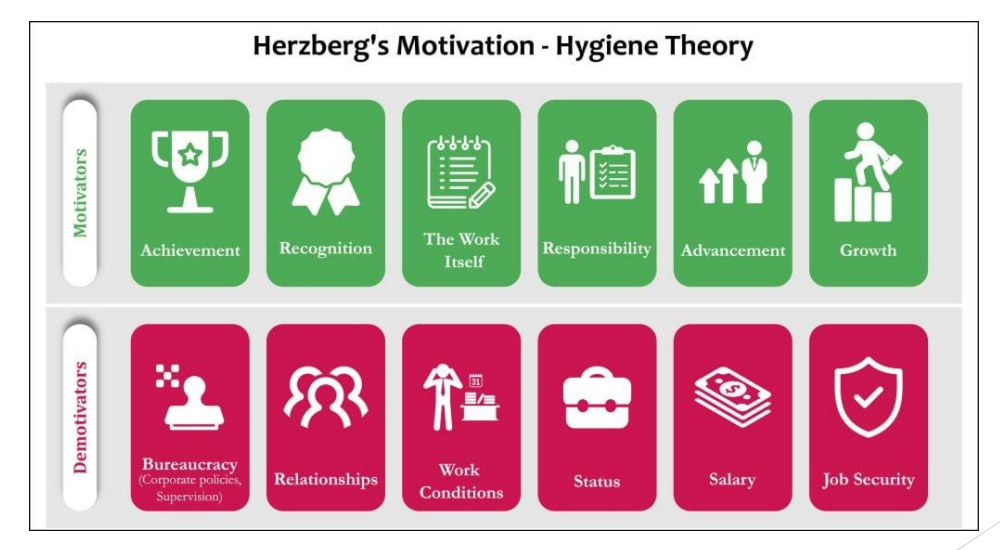 Herzberg's Motivation - Hygiene Theory
Motivators
Achievement
Recognition
The Work
Itself
Responsibility
Advancement
Growth
Demotivators
Bureaucracy
(Corporate policies,
Supervision)
Relationships
31
Work
Conditions
Status
$
Salary
Job Security